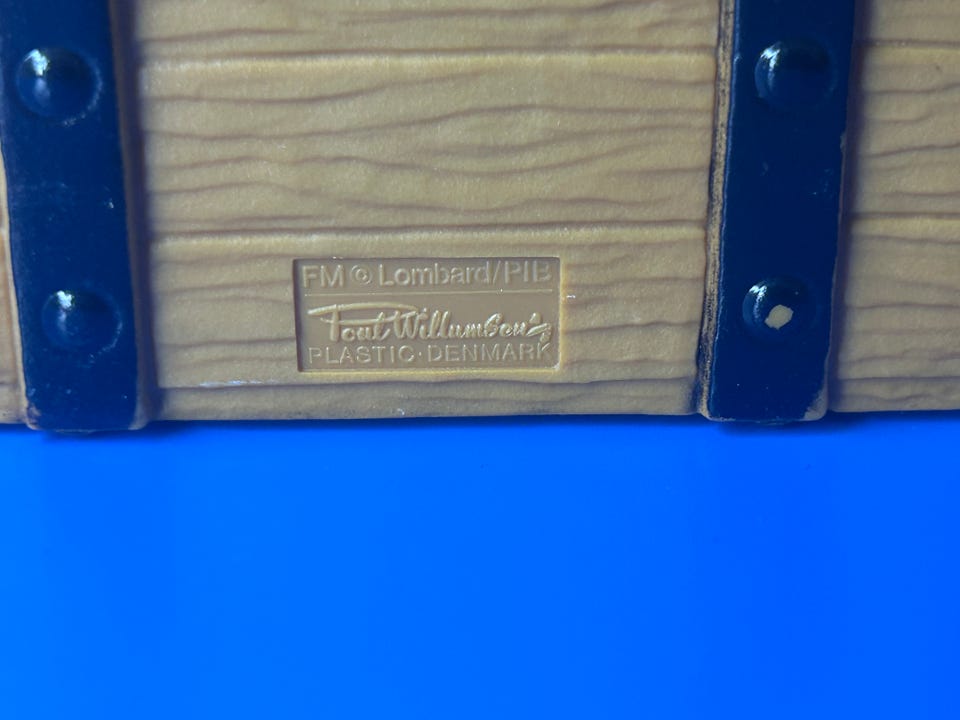 FM © Lombard/PIB
Poul Willumsen
PLASTIC·DENMARK